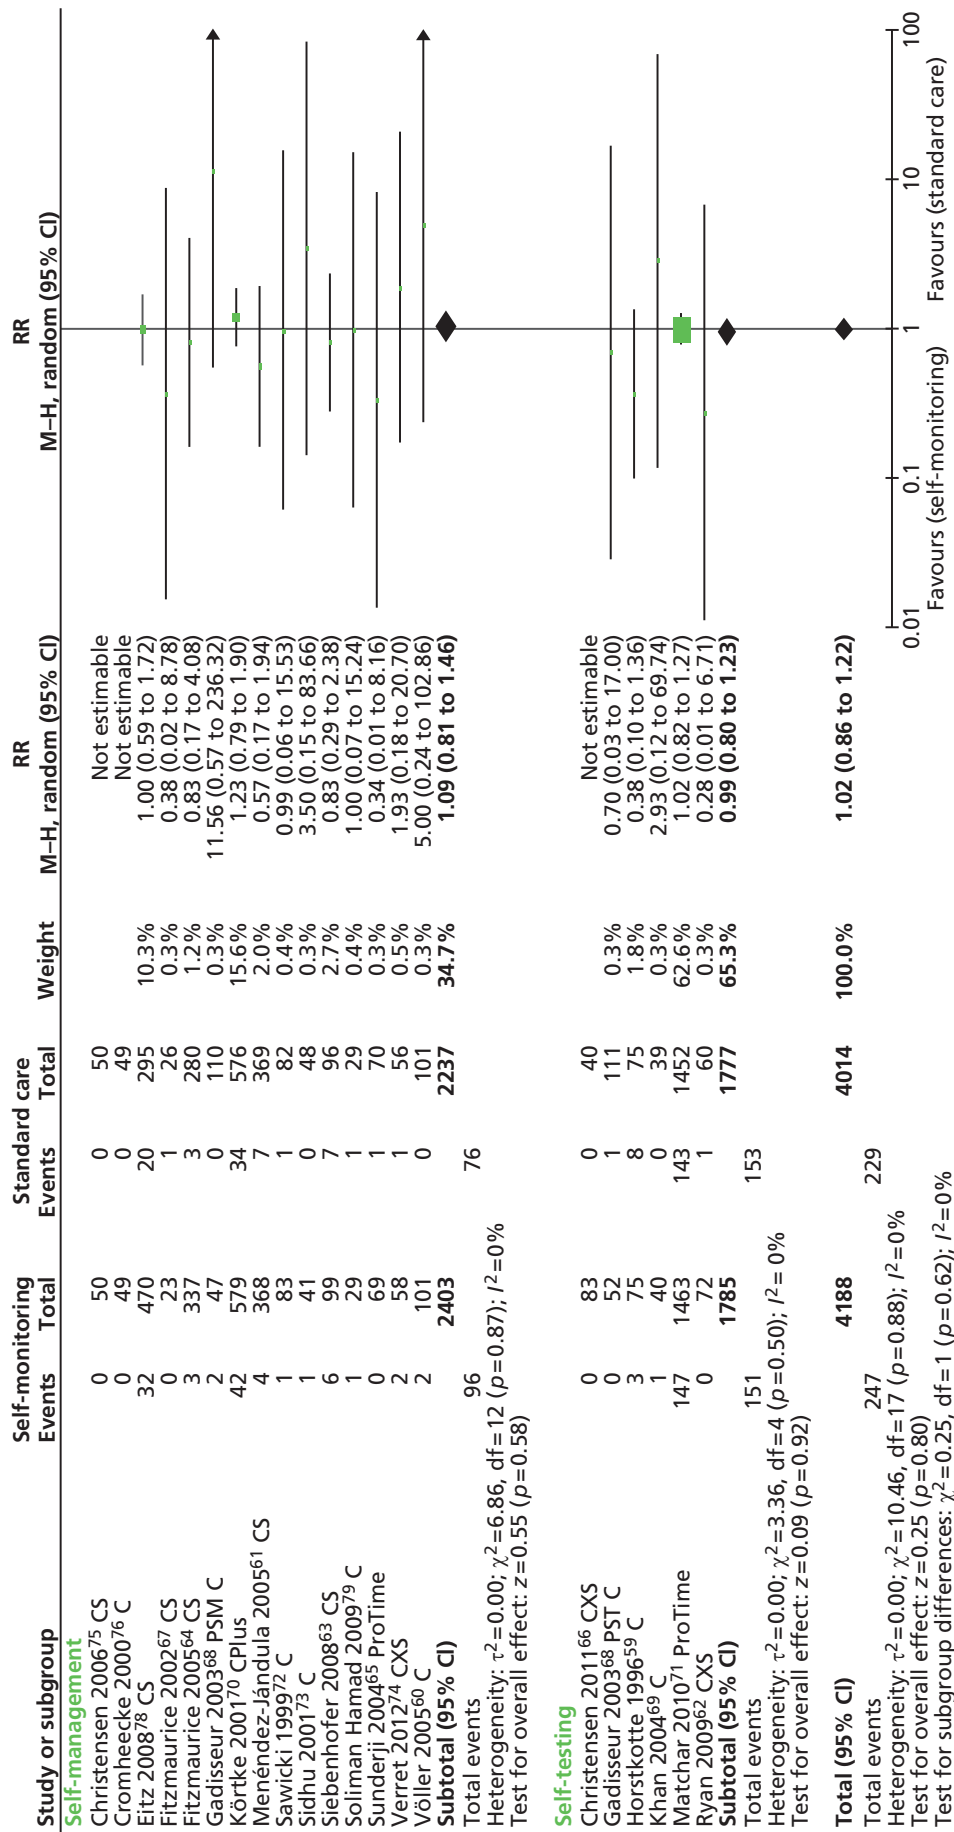 Self-monitoring Standard care RR RR
Study or subgroup Events Total Events Total Weight M–H, random (95% CI) M–H, random (95% CI)
Self-management
Christensen 2006⁷⁵ CS 0 50 0 50 Not estimable
Cromheecke 2000⁷⁶ C 0 49 0 49 Not estimable
Eitz 2008⁷⁸ CS 32 470 20 295 10.3% 1.00 (0.59 to 1.72)
Fitzmaurice 2002⁶⁷ CS 0 23 1 26 0.3% 0.38 (0.02 to 8.78)
Fitzmaurice 2005⁶⁴ CS 3 337 3 280 1.2% 0.83 (0.17 to 4.08)
Gadisseur 2003⁶⁸ PSM C 2 47 0 110 0.3% 11.56 (0.57 to 236.32)
Körtke 2001⁷⁰ CPlus 42 579 34 576 15.6% 1.23 (0.79 to 1.90)
Menéndez-Jándula 2005⁶¹ CS 4 368 7 369 2.0% 0.57 (0.17 to 1.94)
Sawicki 1999⁷² C 1 83 1 82 0.4% 0.99 (0.06 to 15.53)
Sidhu 2001⁷³ C 1 41 0 48 0.3% 3.50 (0.15 to 83.66)
Siebenhofer 2008⁶³ CS 6 99 7 96 2.7% 0.83 (0.29 to 2.38)
Soliman Hamad 2009⁷⁹ C 1 29 1 29 0.4% 1.00 (0.07 to 15.24)
Sunderji 2004⁶⁵ ProTime 0 69 1 70 0.3% 0.34 (0.01 to 8.16)
Verret 2012⁷⁴ CXS 2 58 1 56 0.5% 1.93 (0.18 to 20.70)
Völler 2005⁶⁰ C 2 101 0 101 0.3% 5.00 (0.24 to 102.86)
Subtotal (95% CI) 2403 2237 34.7% 1.09 (0.81 to 1.46)
Total events 96 76
Heterogeneity: τ²=0.00; χ²=6.86, df=12 (p=0.87); I²=0%
Test for overall effect: z=0.55 (p=0.58)
Self-testing
Christensen 2011⁶⁶ CXS 0 83 0 40 Not estimable
Gadisseur 2003⁶⁸ PST C 0 52 1 111 0.3% 0.70 (0.03 to 17.00)
Horstkotte 1996⁵⁹ C 3 75 8 75 1.8% 0.38 (0.10 to 1.36)
Khan 2004⁶⁹ C 1 40 0 39 0.3% 2.93 (0.12 to 69.74)
Matchar 2010⁷¹ ProTime 147 1463 143 1452 62.6% 1.02 (0.82 to 1.27)
Ryan 2009⁶² CXS 0 72 1 60 0.3% 0.28 (0.01 to 6.71)
Subtotal (95% CI) 1785 1777 65.3% 0.99 (0.80 to 1.23)
Total events 151 153
Heterogeneity: τ²=0.00; χ²=3.36, df=4 (p=0.50); I²= 0%
Test for overall effect: z=0.09 (p=0.92)
Total (95% CI) 4188 4014 100.0% 1.02 (0.86 to 1.22)
Total events 247 229
Heterogeneity: τ²=0.00; χ²=10.46, df=17 (p=0.88); I²=0%
Test for overall effect: z=0.25 (p=0.80)
Test for subgroup differences: χ²=0.25, df=1 (p=0.62); I²=0%
0.01 0.1 1 10 100
Favours (self-monitoring) Favours (standard care)